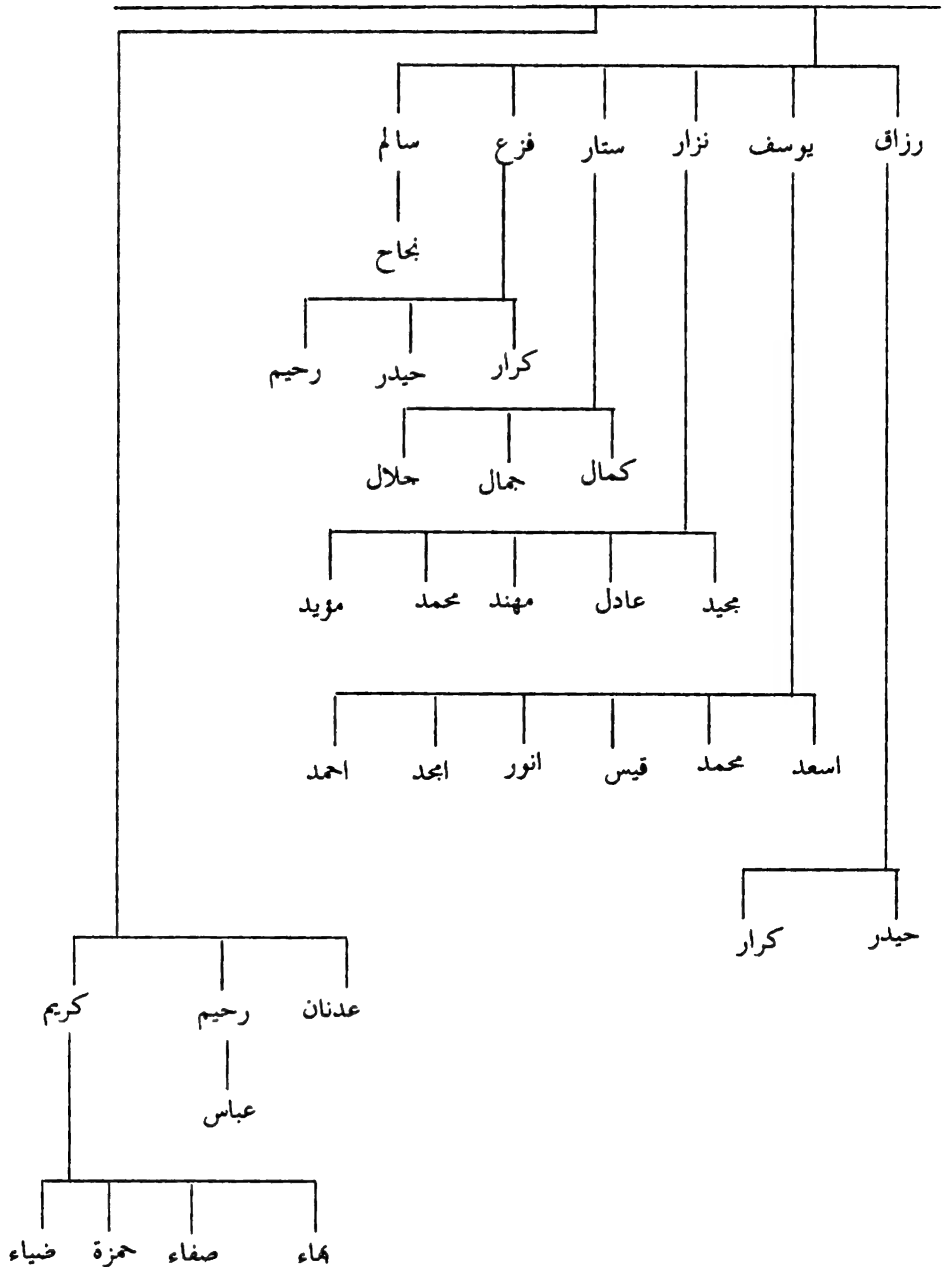 رزاق يوسف نزار ستار فزع سالم
نجاح
كرار حيدر رحيم
كمال جمال جلال
مجيد عادل مهند محمد مؤيد
اسعد محمد قيس انور امجد احمد
حيدر كرار
عدنان رحيم كريم
عباس
بهاء صفاء حمزة ضياء